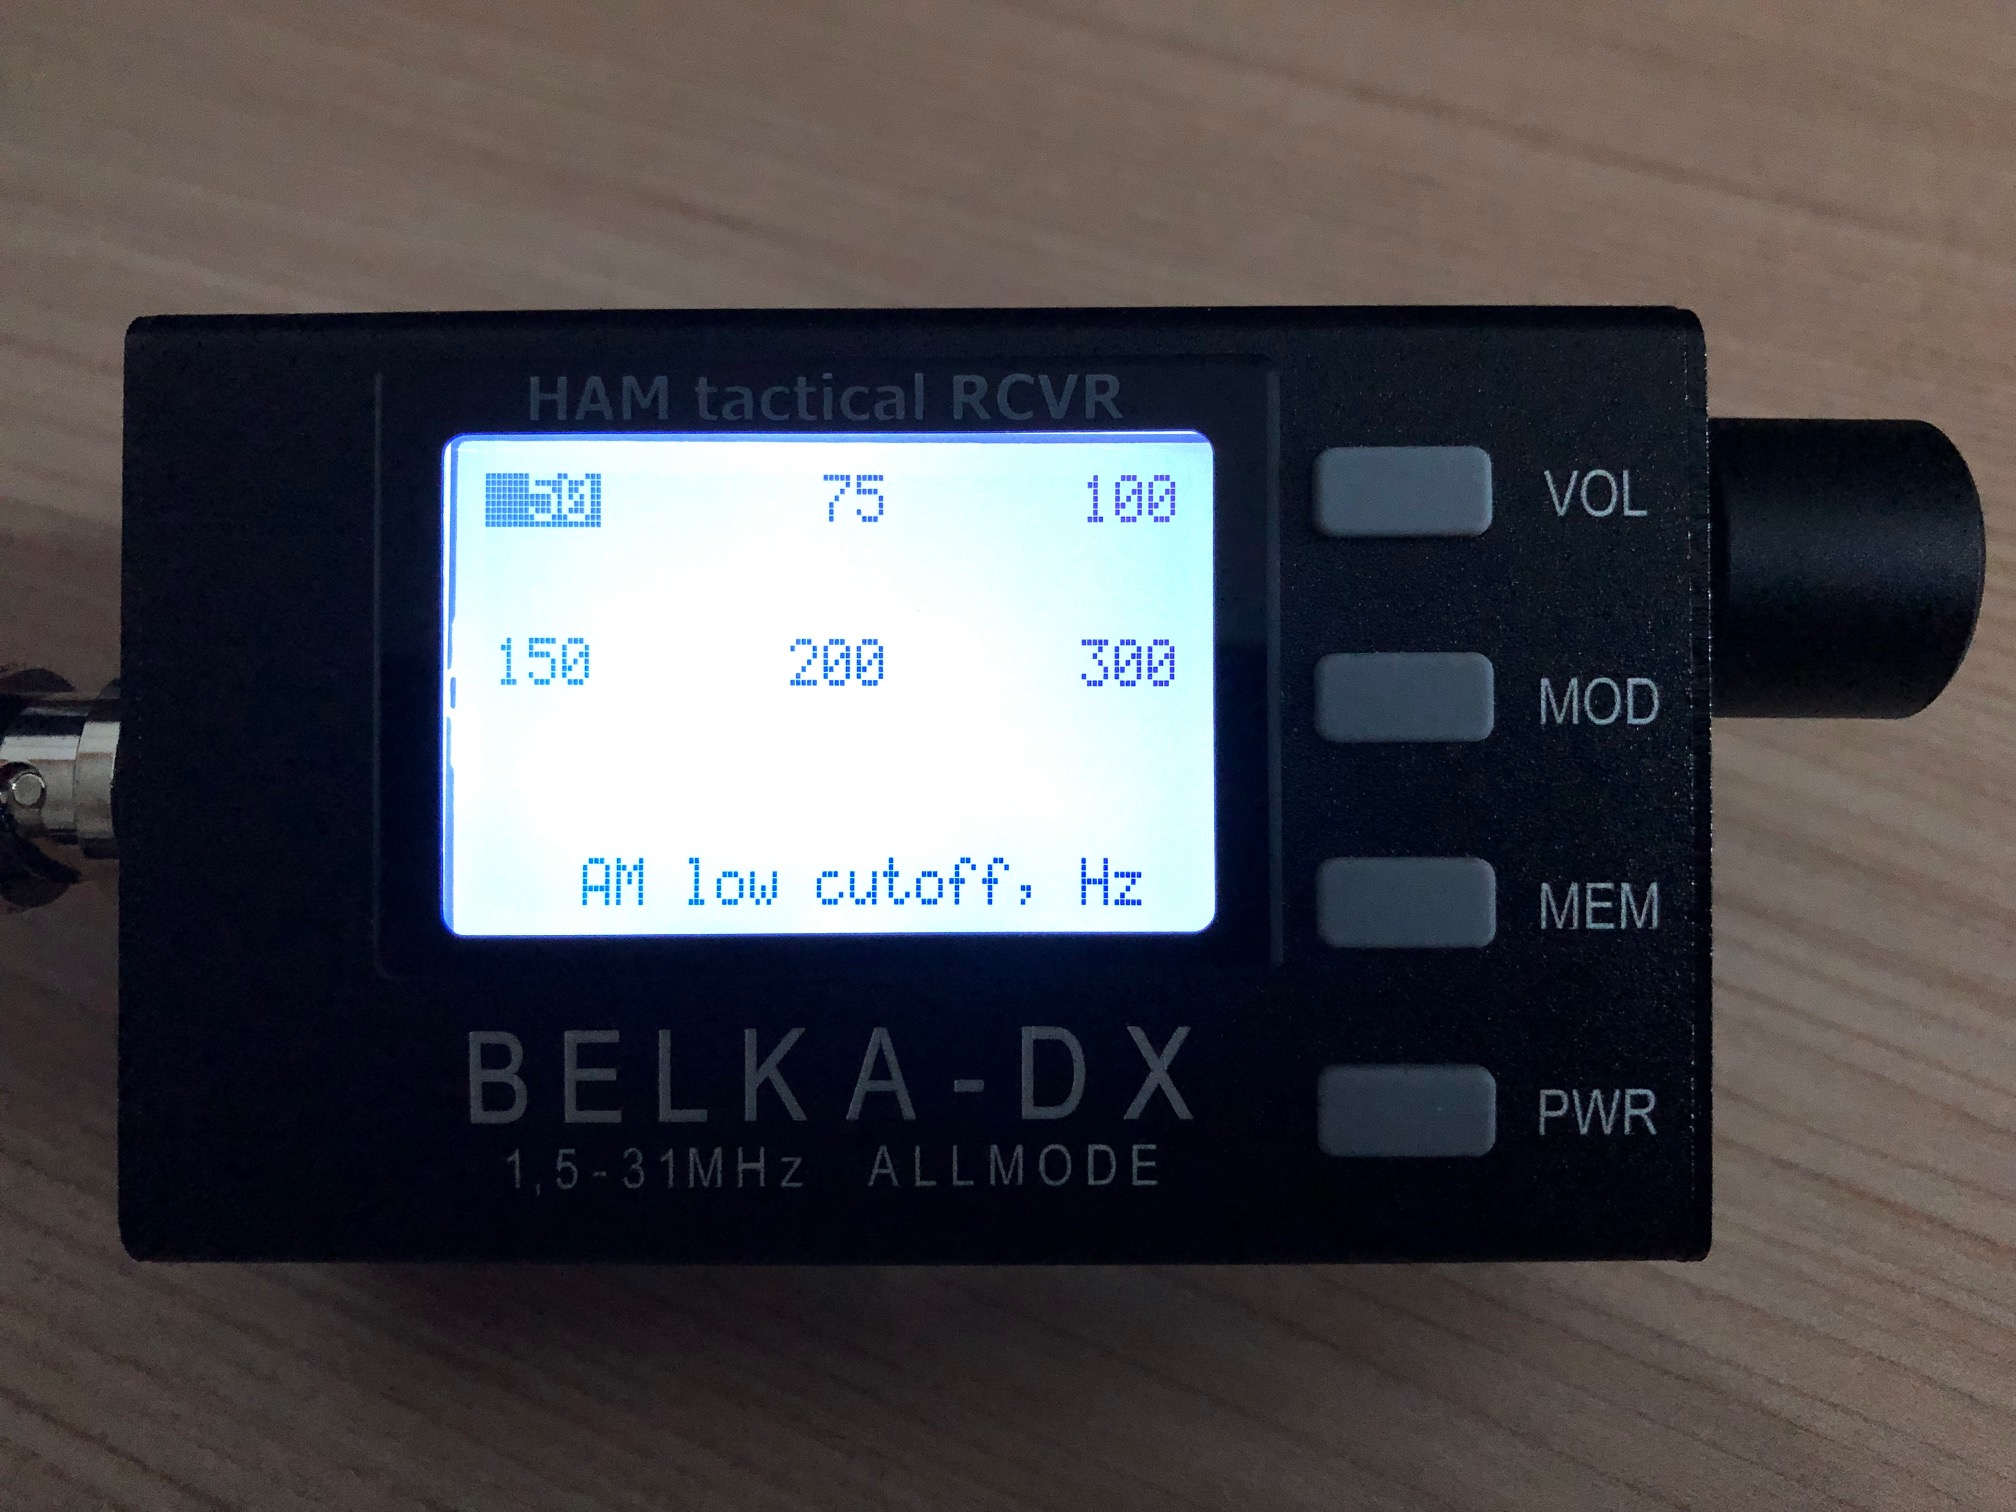 HAM tactical RCVR
50 75 100
150 200 300
AM low cutoff, Hz
VOL
MOD
MEM
PWR
BELKA-DX
1,5-31MHz ALLMODE